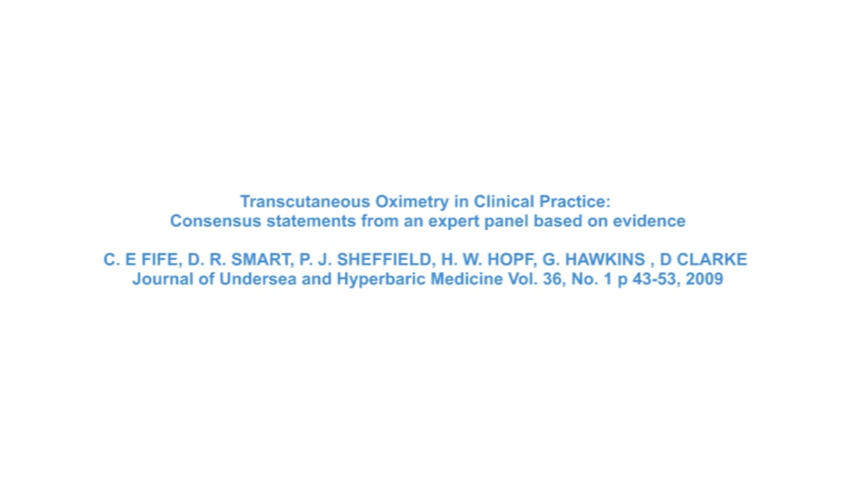 Transcutaneous Oximetry in Clinical Practice:
Consensus statements from an expert panel based on evidence
C. E FIFE, D. R. SMART, P. J. SHEFFIELD, H. W. HOPF, G. HAWKINS , D CLARKE
Journal of Undersea and Hyperbaric Medicine Vol. 36, No. 1 p 43-53, 2009